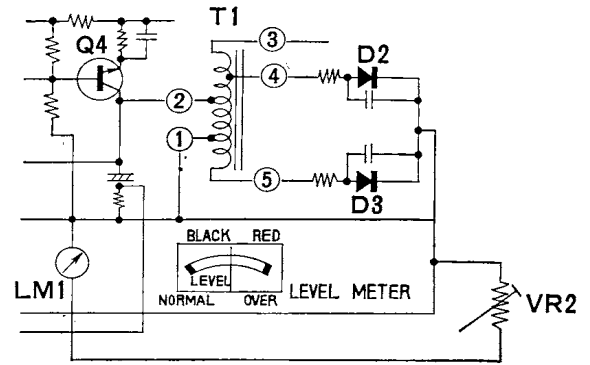 T1
Q4
3
D2
4
2
1
5
D3
BLACK RED
LEVEL
LM1
NORMAL OVER
LEVEL METER
VR2